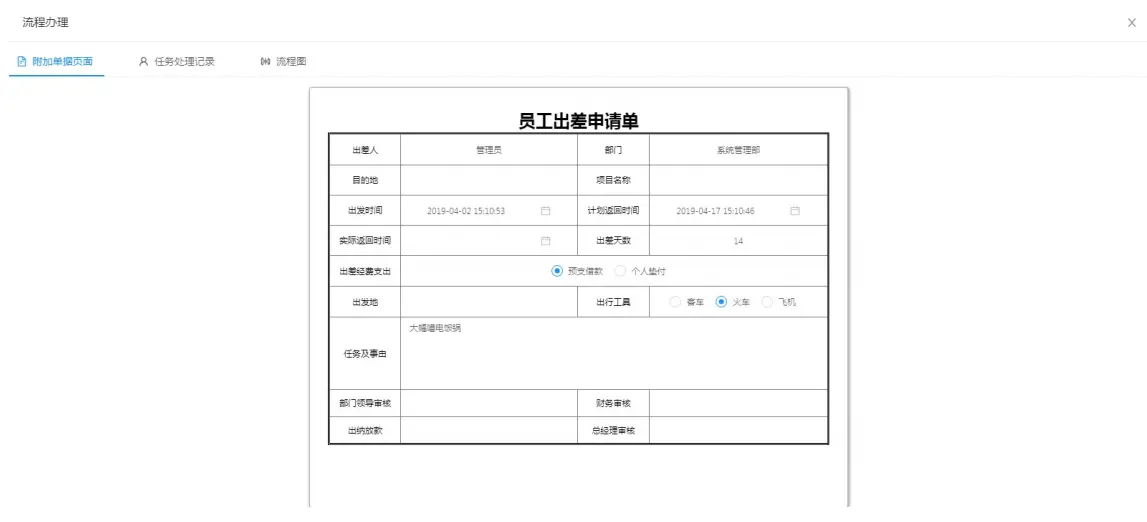 流程办理
附加单据页面 任务处理记录 流程图
员工出差申请单
出差人 管理员 部门 系统管理部
目的地 项目名称
出发时间 2019-04-02 15:10:53 计划返回时间 2019-04-17 15:10:46
实际返回时间 出差天数 14
出差经费支出 预支借款 个人垫付
出发地 出行工具 客车 火车 飞机
大嘴噜电饭锅
任务及事由
部门领导审核 财务审核
出纳放款 总经理审核